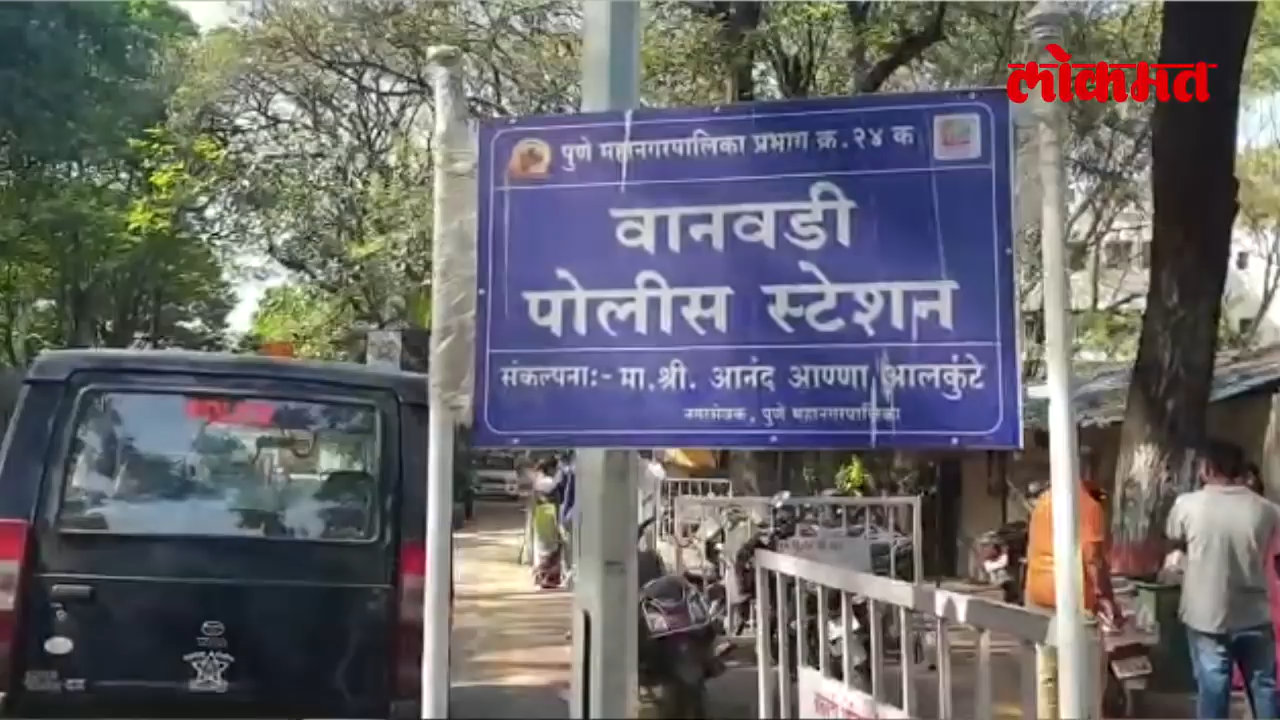 लोकमत
पुणे महानगरपालिका प्रभाग क्र. २४ क
वानवडी
पोलीस स्टेशन
संकल्पना:- मा.श्री. आनंद आण्णा आलकुंटे
नगरसेवक, पुणे महानगरपालिका